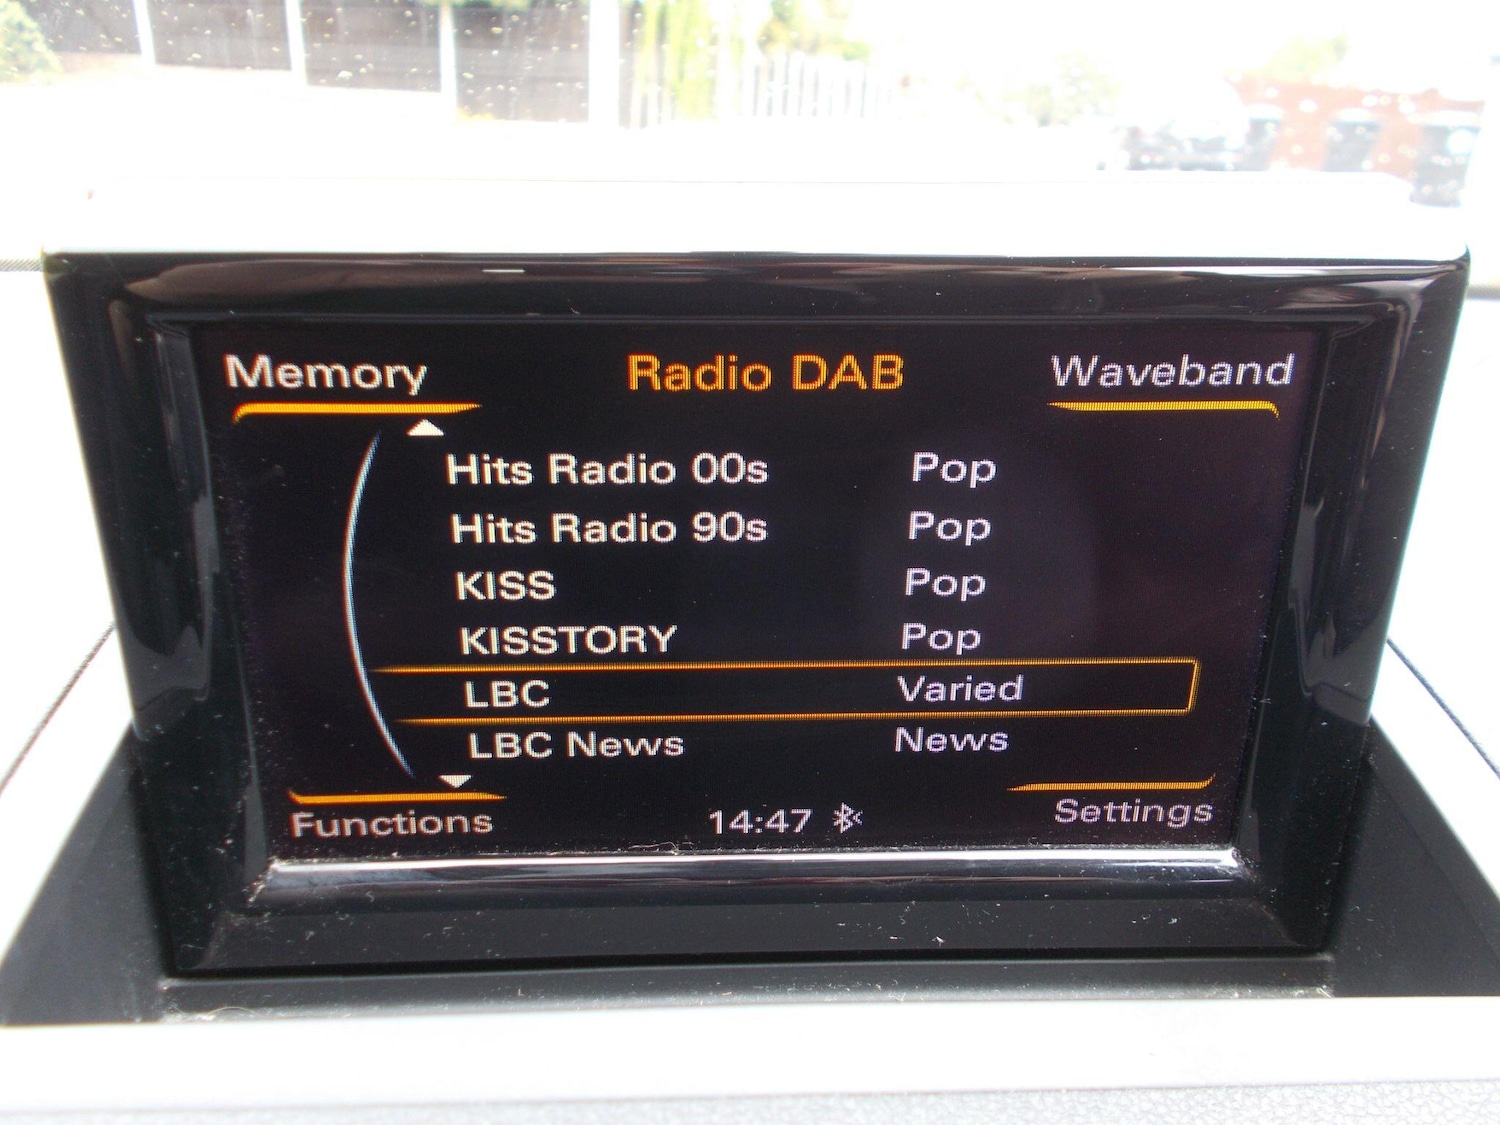 Memory Radio DAB Waveband
Hits Radio 00s Pop
Hits Radio 90s Pop
KISS Pop
KISSTORY Pop
LBC Varied
LBC News News
Functions 14:47 Settings